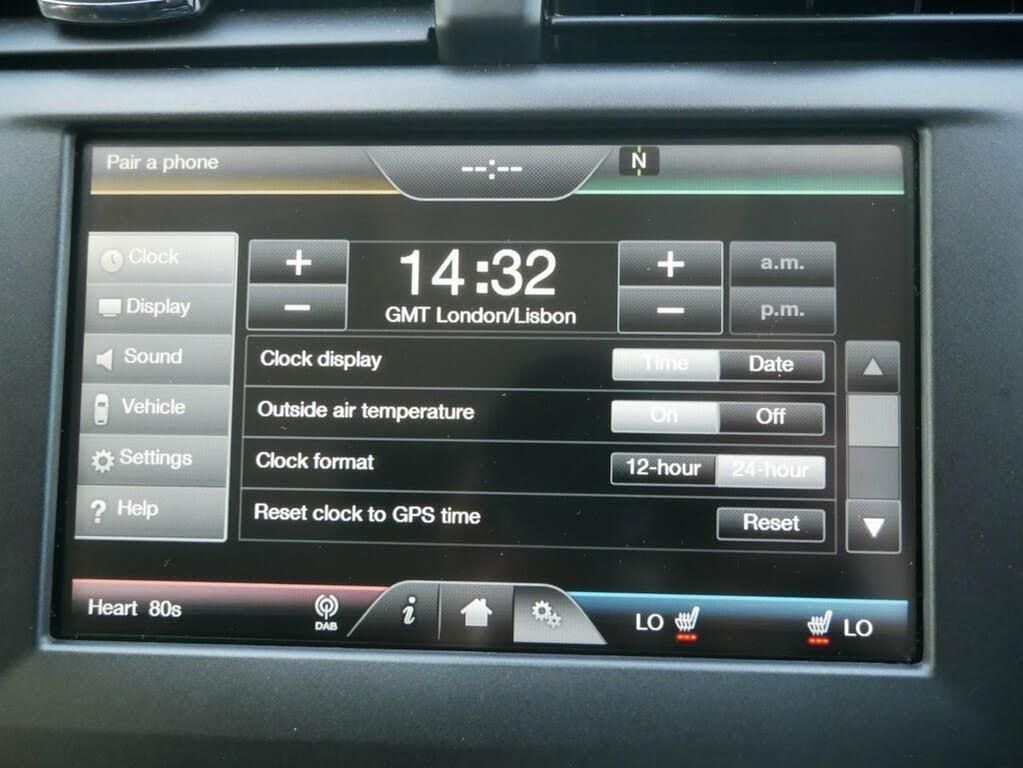 Pair a phone
--:--
N
Clock
Display
Sound
Vehicle
Settings
? Help
+
14:32
+
a.m.
−
GMT London/Lisbon
−
p.m.
Clock display Time Date
Outside air temperature On Off
Clock format 12-hour 24-hour
Reset clock to GPS time Reset
Heart 80s
DAB
i
LO
LO